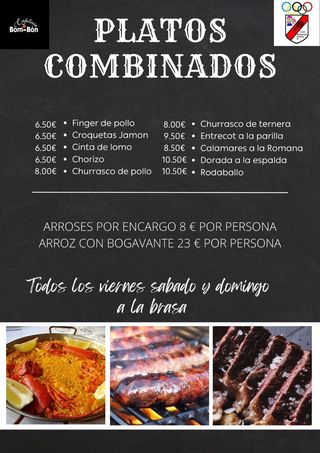 Cafeteria
Bom-Bon
PLATOS
COMBINADOS
6.50€ • Finger de pollo
6.50€ • Croquetas Jamon
6.50€ • Cinta de lomo
6.50€ • Chorizo
8.00€ • Churrasco de pollo
8.00€ • Churrasco de ternera
9.50€ • Entrecot a la parilla
8.50€ • Calamares a la Romana
10.50€ • Dorada a la espalda
10.50€ • Rodaballo
ARROSES POR ENCARGO 8 € POR PERSONA
ARROZ CON BOGAVANTE 23 € POR PERSONA
Todos los viernes sabado y domingo
a la brasa